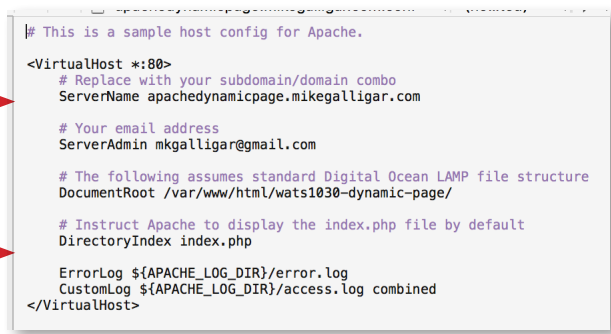 # This is a sample host config for Apache.
<VirtualHost *:80>
# Replace with your subdomain/domain combo
ServerName apachedynamicpage.mikegalligar.com
# Your email address
ServerAdmin mkgalligar@gmail.com
# The following assumes standard Digital Ocean LAMP file structure
DocumentRoot /var/www/html/wats1030-dynamic-page/
# Instruct Apache to display the index.php file by default
DirectoryIndex index.php
ErrorLog ${APACHE_LOG_DIR}/error.log
CustomLog ${APACHE_LOG_DIR}/access.log combined
</VirtualHost>